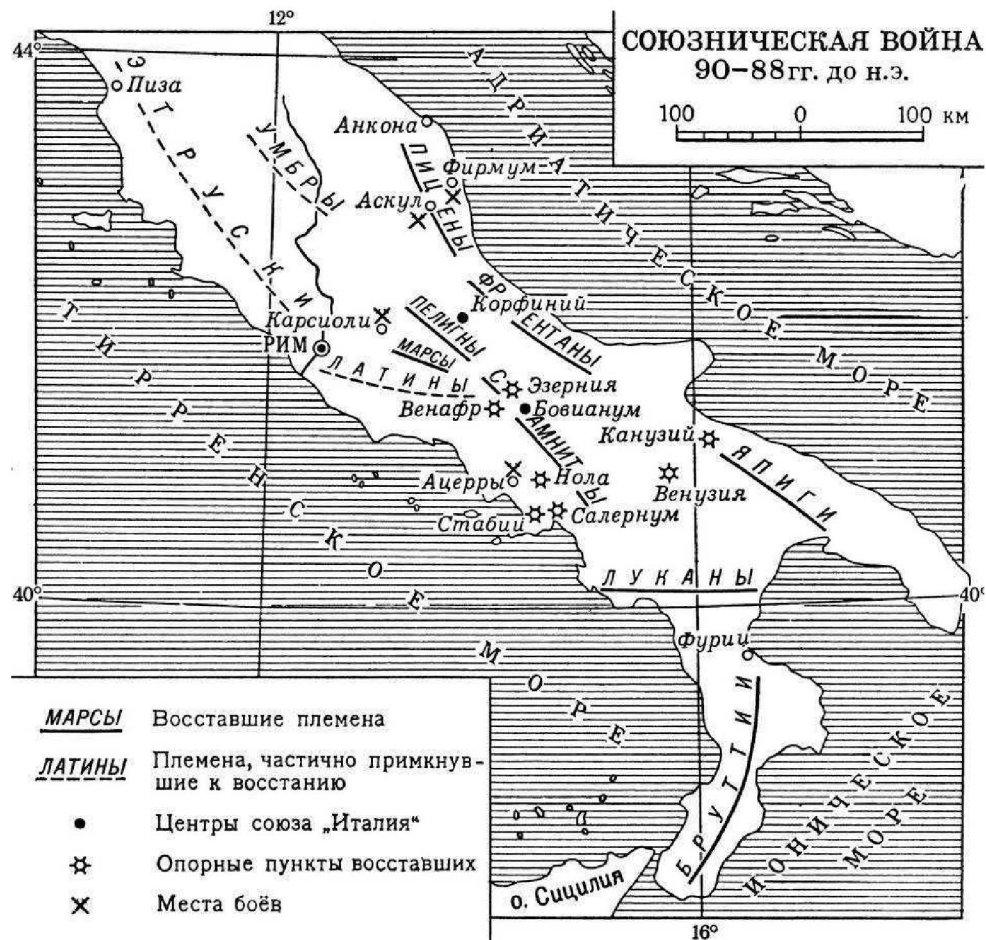 12°
44°
СОЮЗНИЧЕСКАЯ ВОЙНА
90–88гг. до н.э.
100 0 100 км
АДРИАТИЧЕСКОЕ МОРЕ
ЭТРУСКИ
Пиза
УМБРЫ
Анкона
ПИЦЕНЫ
Фирмум
Аскул
ФРЕНТАНЫ
Корфиний
ПЕЛИГНЫ
Карсиоли
РИМ
МАРСЫ
ЛАТИНЫ
САМНИТЫ
Эзерния
Венафр
Бовианум
Канузий
ЯПИГИ
Ацерры
Нола
Венузия
Стабий
Салернум
ТИРРЕНСКОЕ МОРЕ
ЛУКАНЫ
40°
40°
Фурии
БРУТТИИ
ИОНИЧЕСКОЕ
МОРЕ
о. Сицилия
16°
МАРСЫ Восставшие племена
ЛАТИНЫ Племена, частично примкнув-
шие к восстанию
Центры союза „Италия“
Опорные пункты восставших
Места боёв